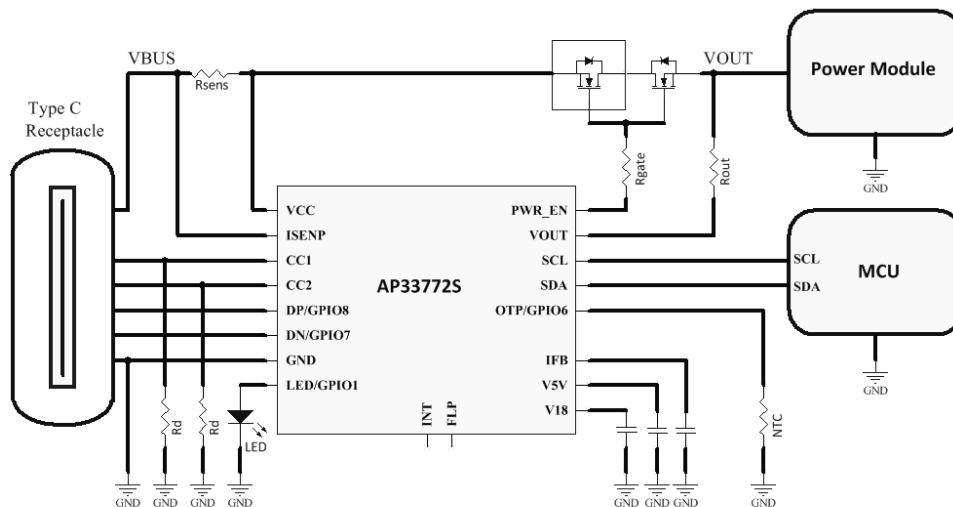 VBUS
Rsens
VOUT
Power Module
GND
Type C
Receptacle
Rgate
Rout
VCC
ISENP
CC1
CC2
DP/GPIO8
DN/GPIO7
GND
LED/GPIO1
AP33772S
INT
FLP
PWR_EN
VOUT
SCL
SDA
OTP/GPIO6
IFB
V5V
V18
SCL
SDA
MCU
GND
Rd
Rd
LED
NTC
GND
GND
GND
GND
GND
GND
GND
GND